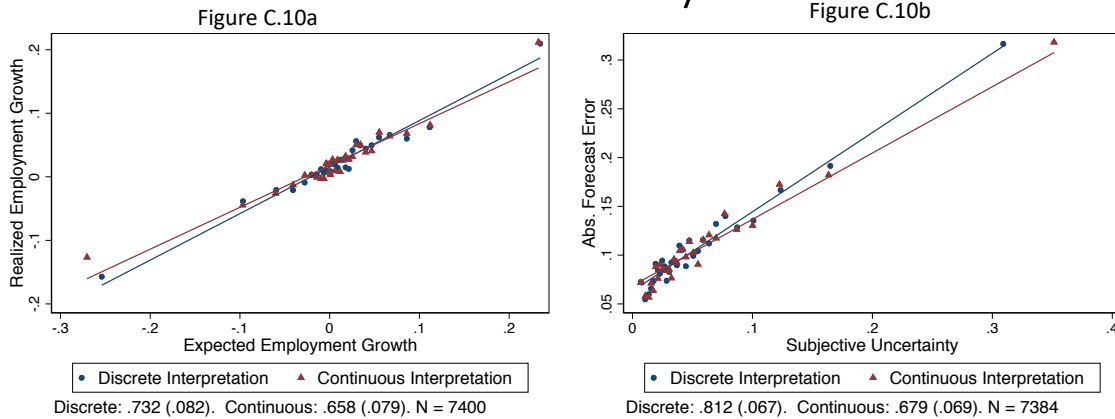 Figure C.10a
Realized Employment Growth
.2
.1
0
-.1
-.2
-.3 -.2 -.1 0 .1 .2
Expected Employment Growth
Discrete Interpretation Continuous Interpretation
Discrete: .732 (.082). Continuous: .658 (.079). N = 7400
Figure C.10b
Abs. Forecast Error
.3
.25
.2
.15
.1
.05
0 .1 .2 .3 .4
Subjective Uncertainty
Discrete Interpretation Continuous Interpretation
Discrete: .812 (.067). Continuous: .679 (.069). N = 7384